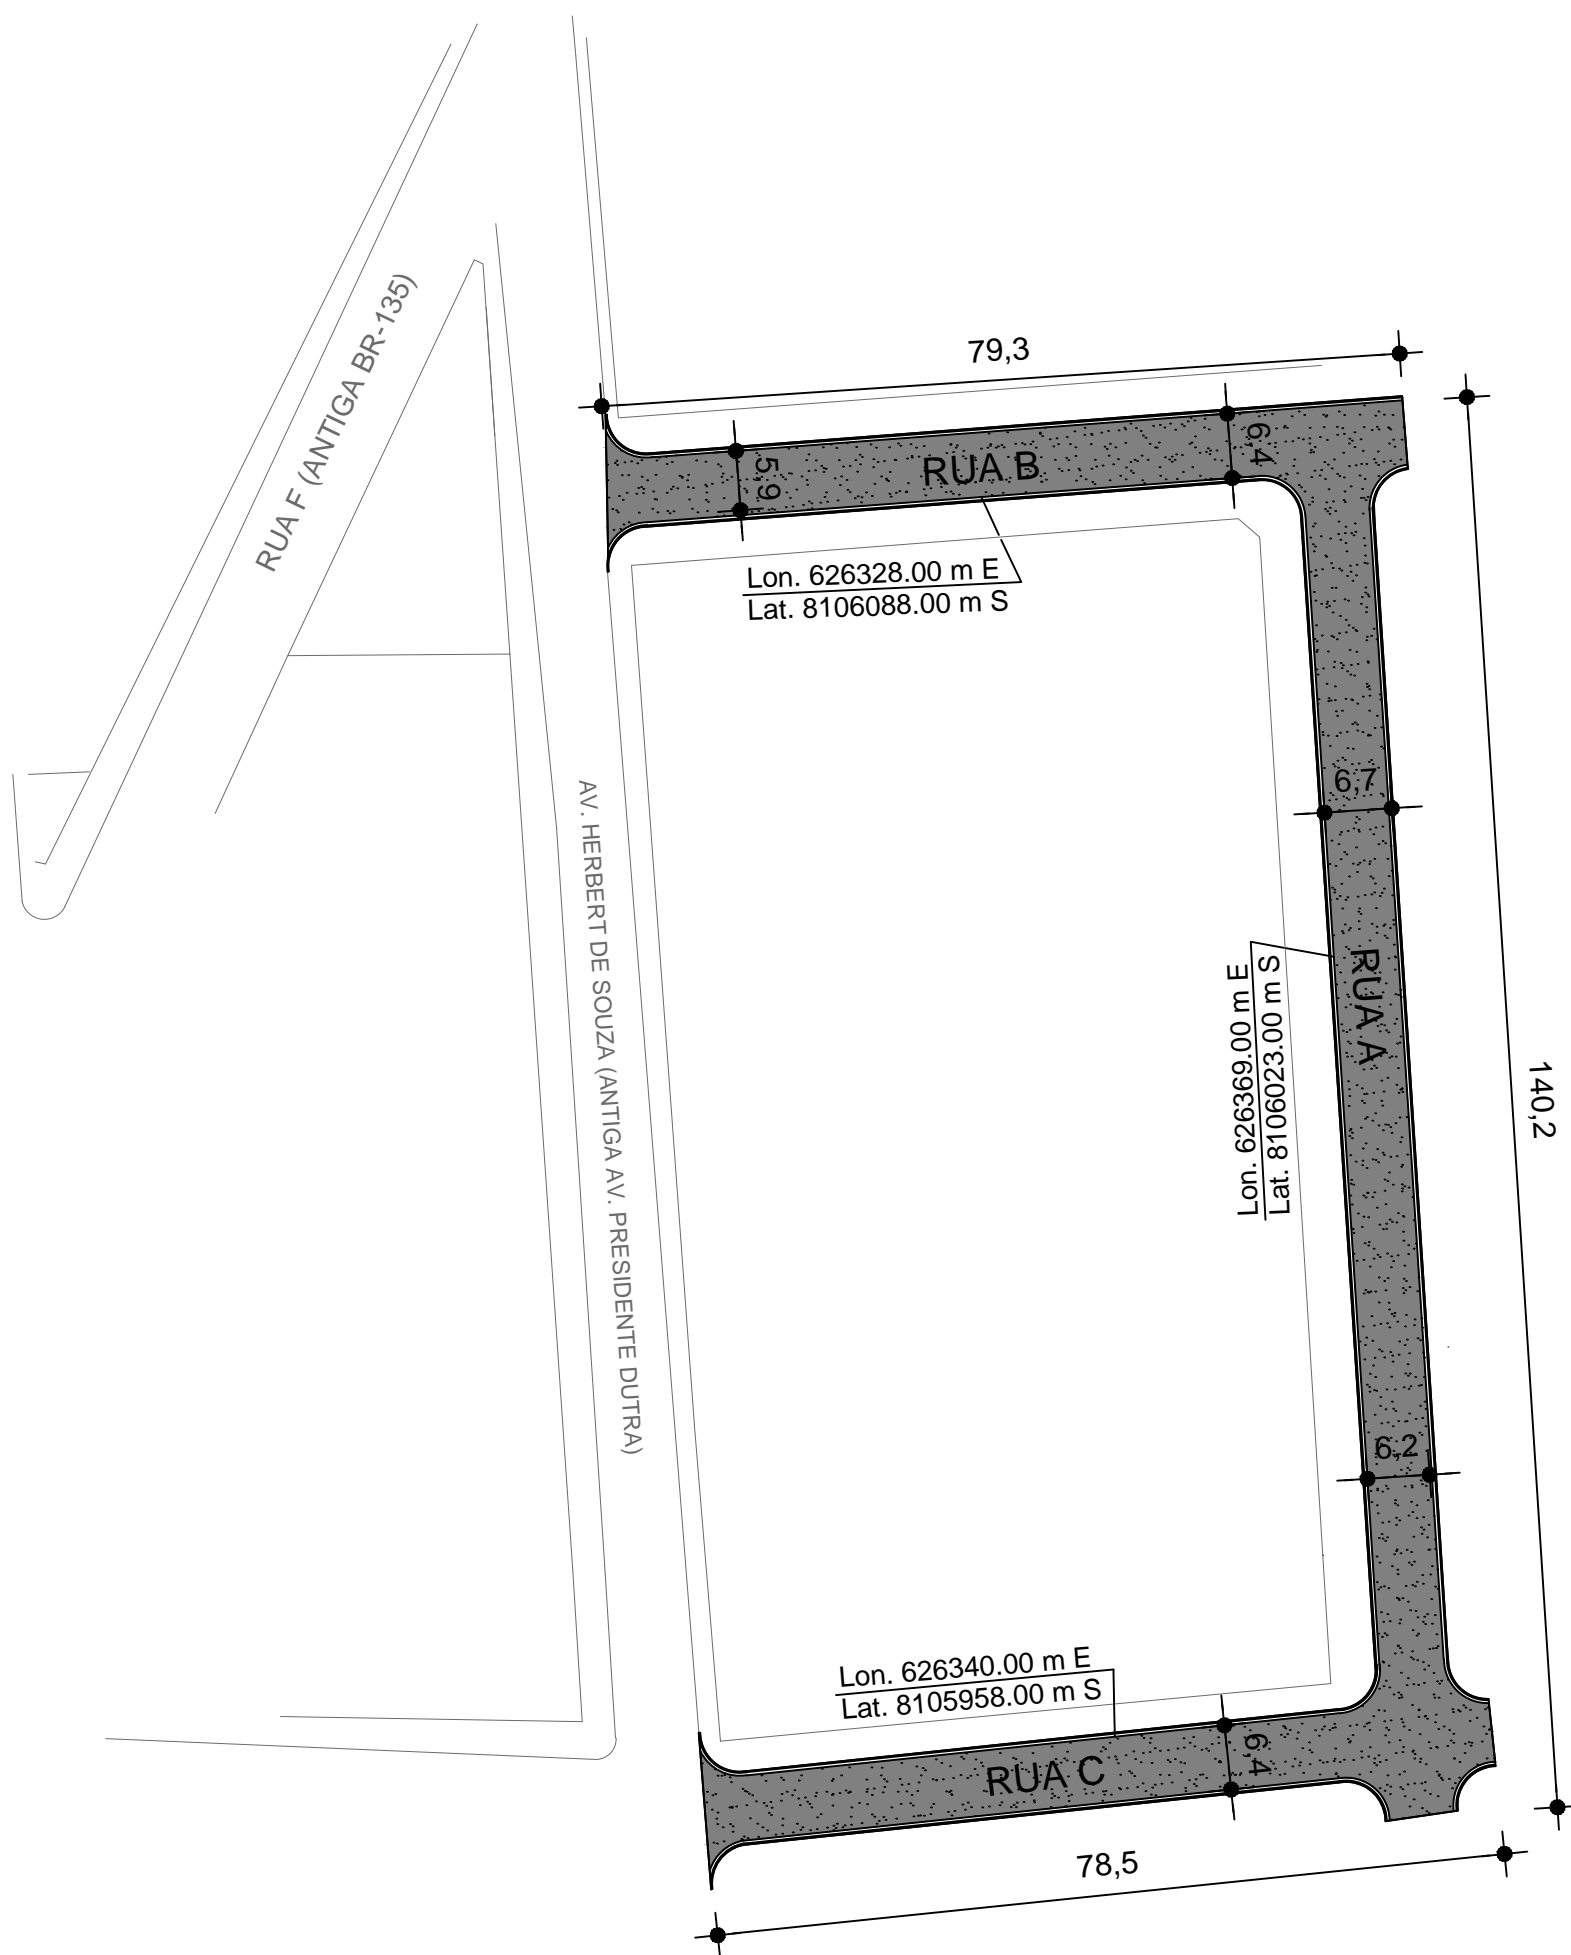 RUA F (ANTIGA BR-135)
79,3
6,4
5,9
RUA B
Lon. 626328.00 m E
Lat. 8106088.00 m S
6,7
AV. HERBERT DE SOUZA (ANTIGA AV. PRESIDENTE DUTRA)
Lon. 626369.00 m E
Lat. 8106023.00 m S
RUA A
140,2
6,2
Lon. 626340.00 m E
Lat. 8105958.00 m S
6,4
RUA C
78,5